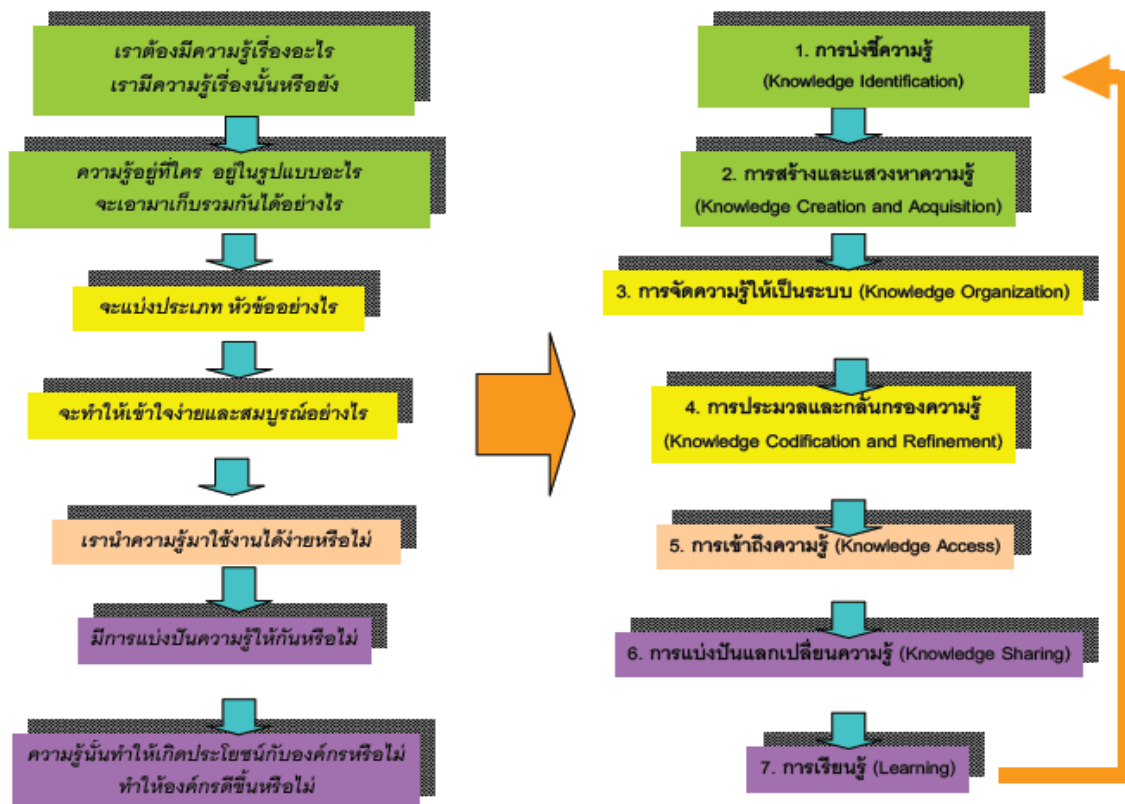 เราต้องมีความรู้เรื่องอะไร
เรามีความรู้เรื่องนั้นหรือยัง
ความรู้อยู่ที่ใคร อยู่ในรูปแบบอะไร
จะเอามาเก็บรวมกันได้อย่างไร
จะแบ่งประเภท หัวข้ออย่างไร
จะทำให้เข้าใจง่ายและสมบูรณ์อย่างไร
เรานำความรู้มาใช้งานได้ง่ายหรือไม่
มีการแบ่งปันความรู้ให้กันหรือไม่
ความรู้นั้นทำให้เกิดประโยชน์กับองค์กรหรือไม่
ทำให้องค์กรดีขึ้นหรือไม่
1. การบ่งชี้ความรู้
(Knowledge Identification)
2. การสร้างและแสวงหาความรู้
(Knowledge Creation and Acquisition)
3. การจัดความรู้ให้เป็นระบบ (Knowledge Organization)
4. การประมวลและกลั่นกรองความรู้
(Knowledge Codification and Refinement)
5. การเข้าถึงความรู้ (Knowledge Access)
6. การแบ่งปันแลกเปลี่ยนความรู้ (Knowledge Sharing)
7. การเรียนรู้ (Learning)